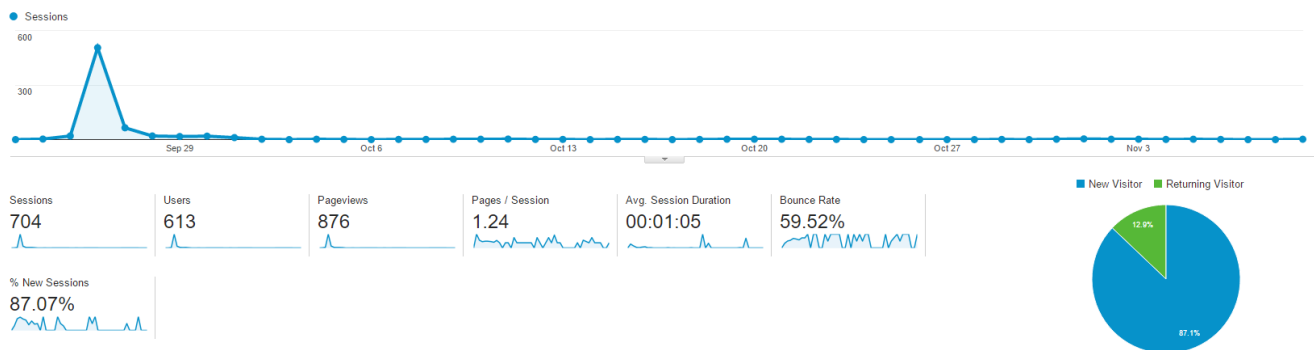 Sessions
600
300
Sep 29 Oct 6 Oct 13 Oct 20 Oct 27 Nov 3
New Visitor Returning Visitor
Sessions Users Pageviews Pages / Session Avg. Session Duration Bounce Rate
704 613 876 1.24 00:01:05 59.52%
12.9%
% New Sessions
87.07%
87.1%